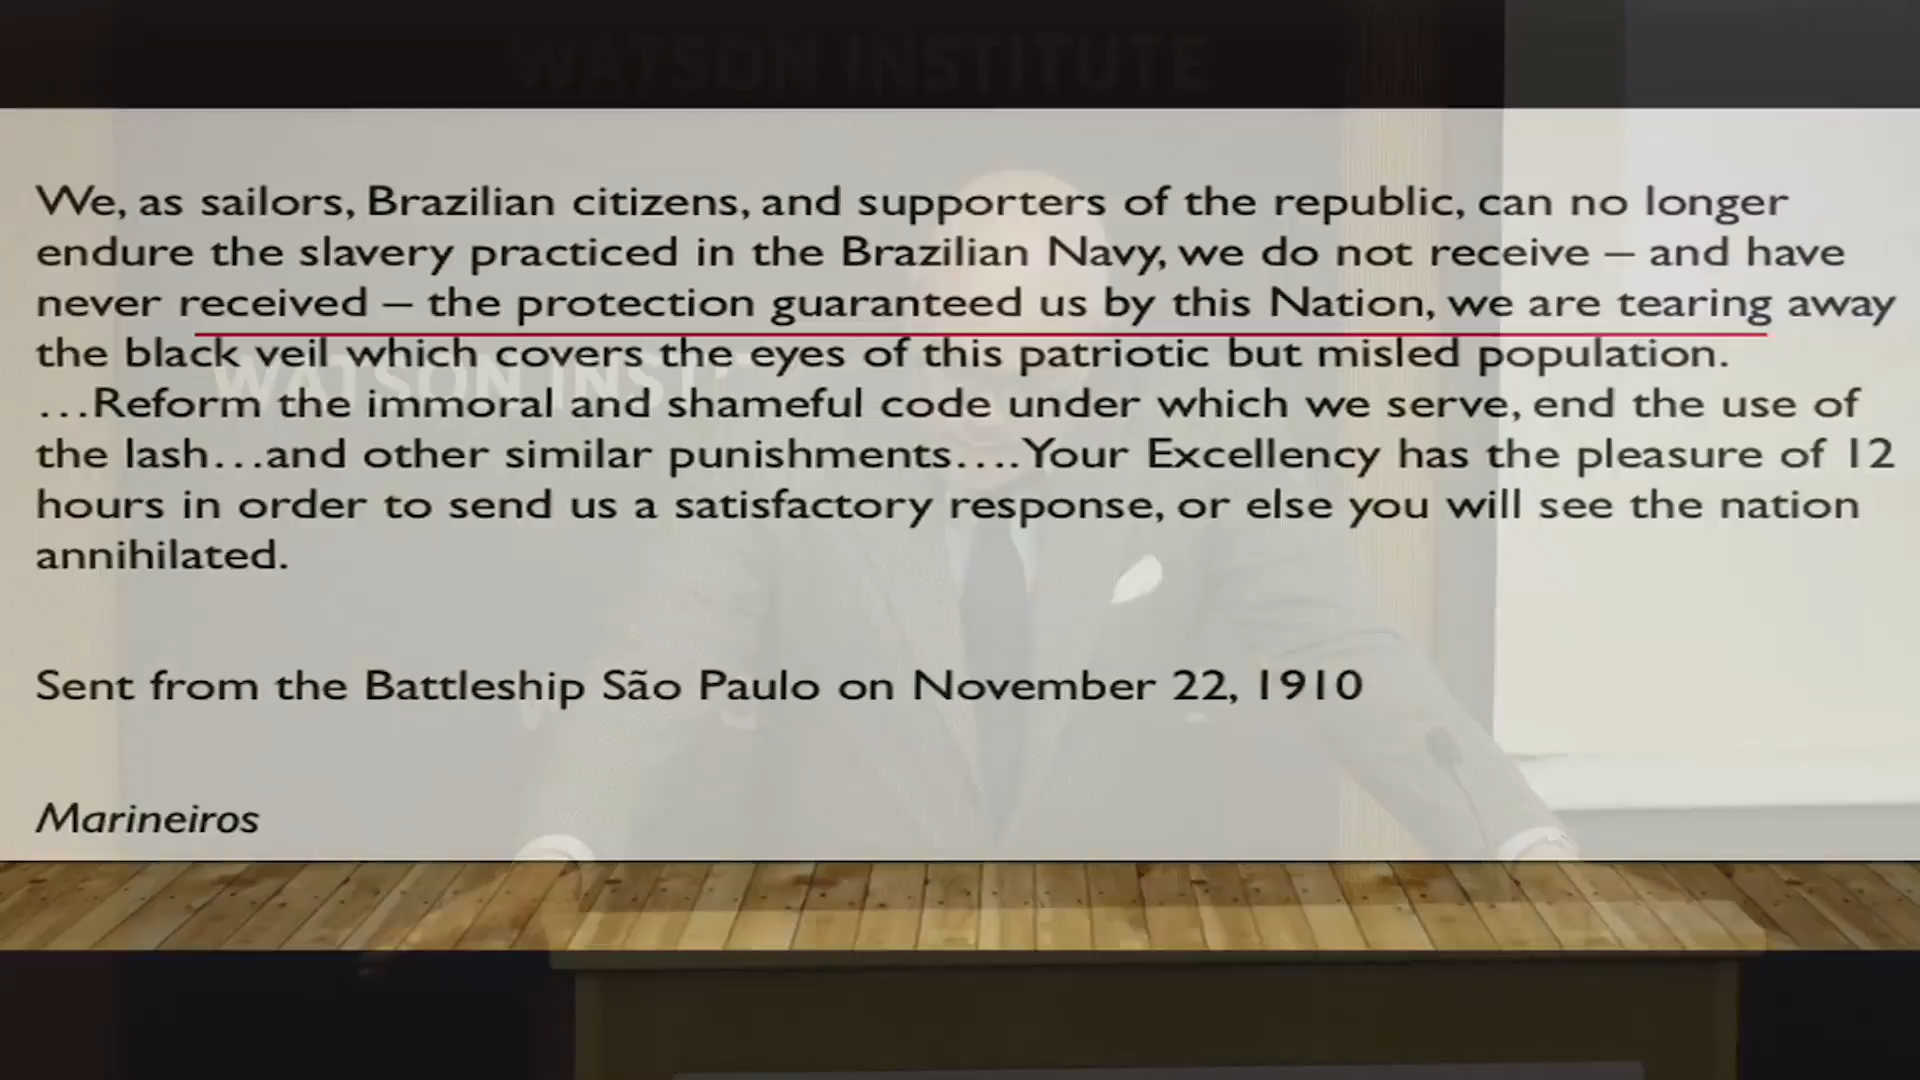 WATSON INSTITUTE
We, as sailors, Brazilian citizens, and supporters of the republic, can no longer
endure the slavery practiced in the Brazilian Navy, we do not receive – and have
never received – the protection guaranteed us by this Nation, we are tearing away
the black veil which covers the eyes of this patriotic but misled population.
WATSON INST
…Reform the immoral and shameful code under which we serve, end the use of
the lash…and other similar punishments….Your Excellency has the pleasure of 12
hours in order to send us a satisfactory response, or else you will see the nation
annihilated.
Sent from the Battleship São Paulo on November 22, 1910
Marineiros